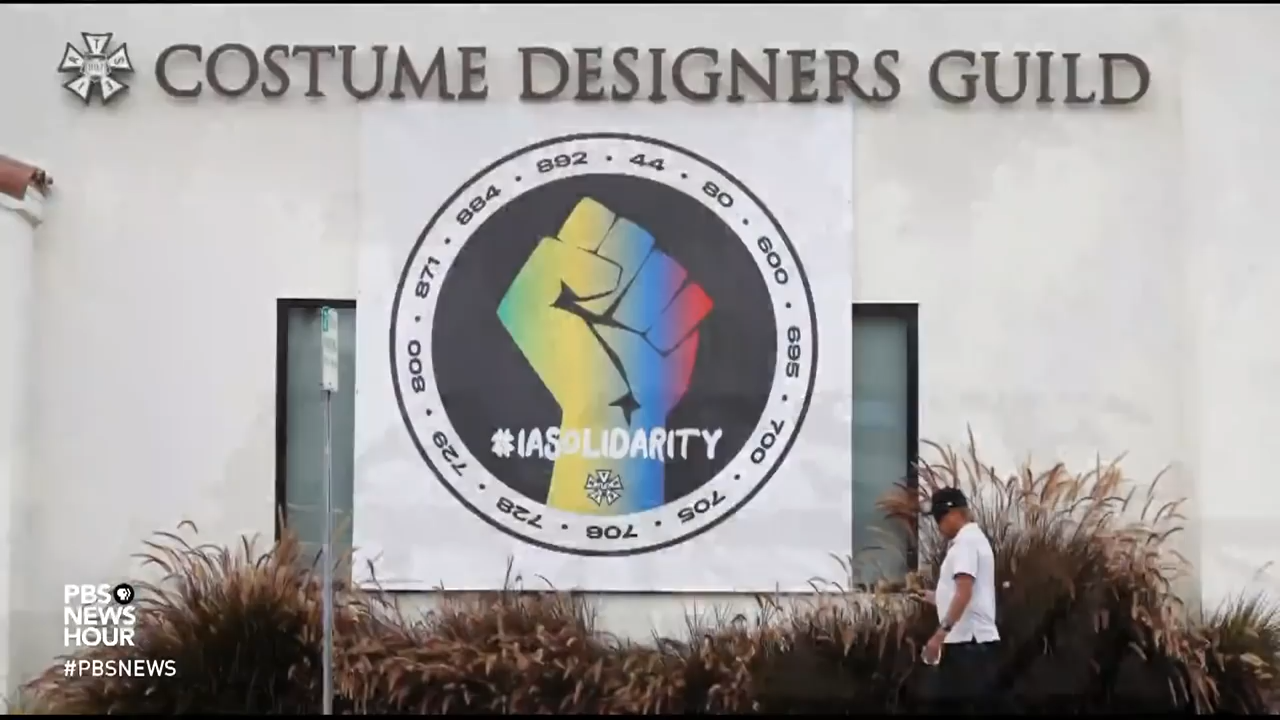 COSTUME DESIGNERS GUILD
892 · 44 · 80 · 600 · 695 · 700 · 705 · 706 · 728 · 729 · 800 · 871 · 884 ·
#IASOLIDARITY
PBS
NEWS
HOUR
#PBSNEWS